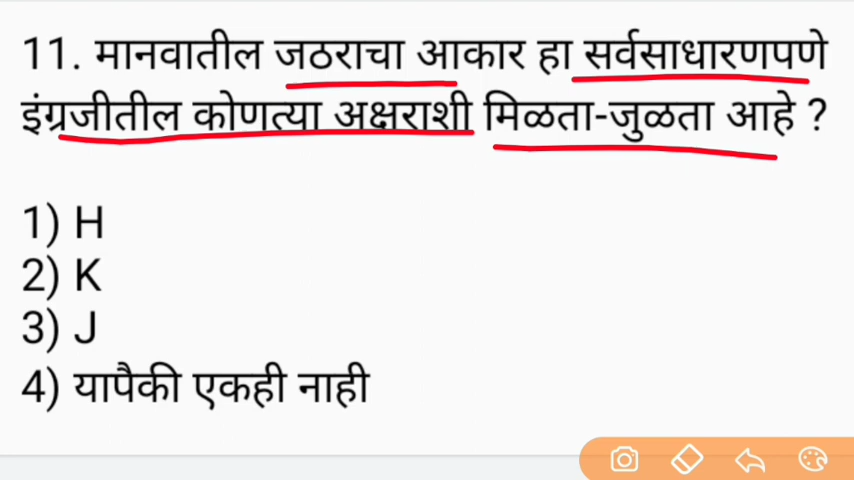 11. मानवातील जठराचा आकार हा सर्वसाधारणपणे
इंग्रजीतील कोणत्या अक्षराशी मिळता-जुळता आहे ?
1) H
2) K
3) J
4) यापैकी एकही नाही